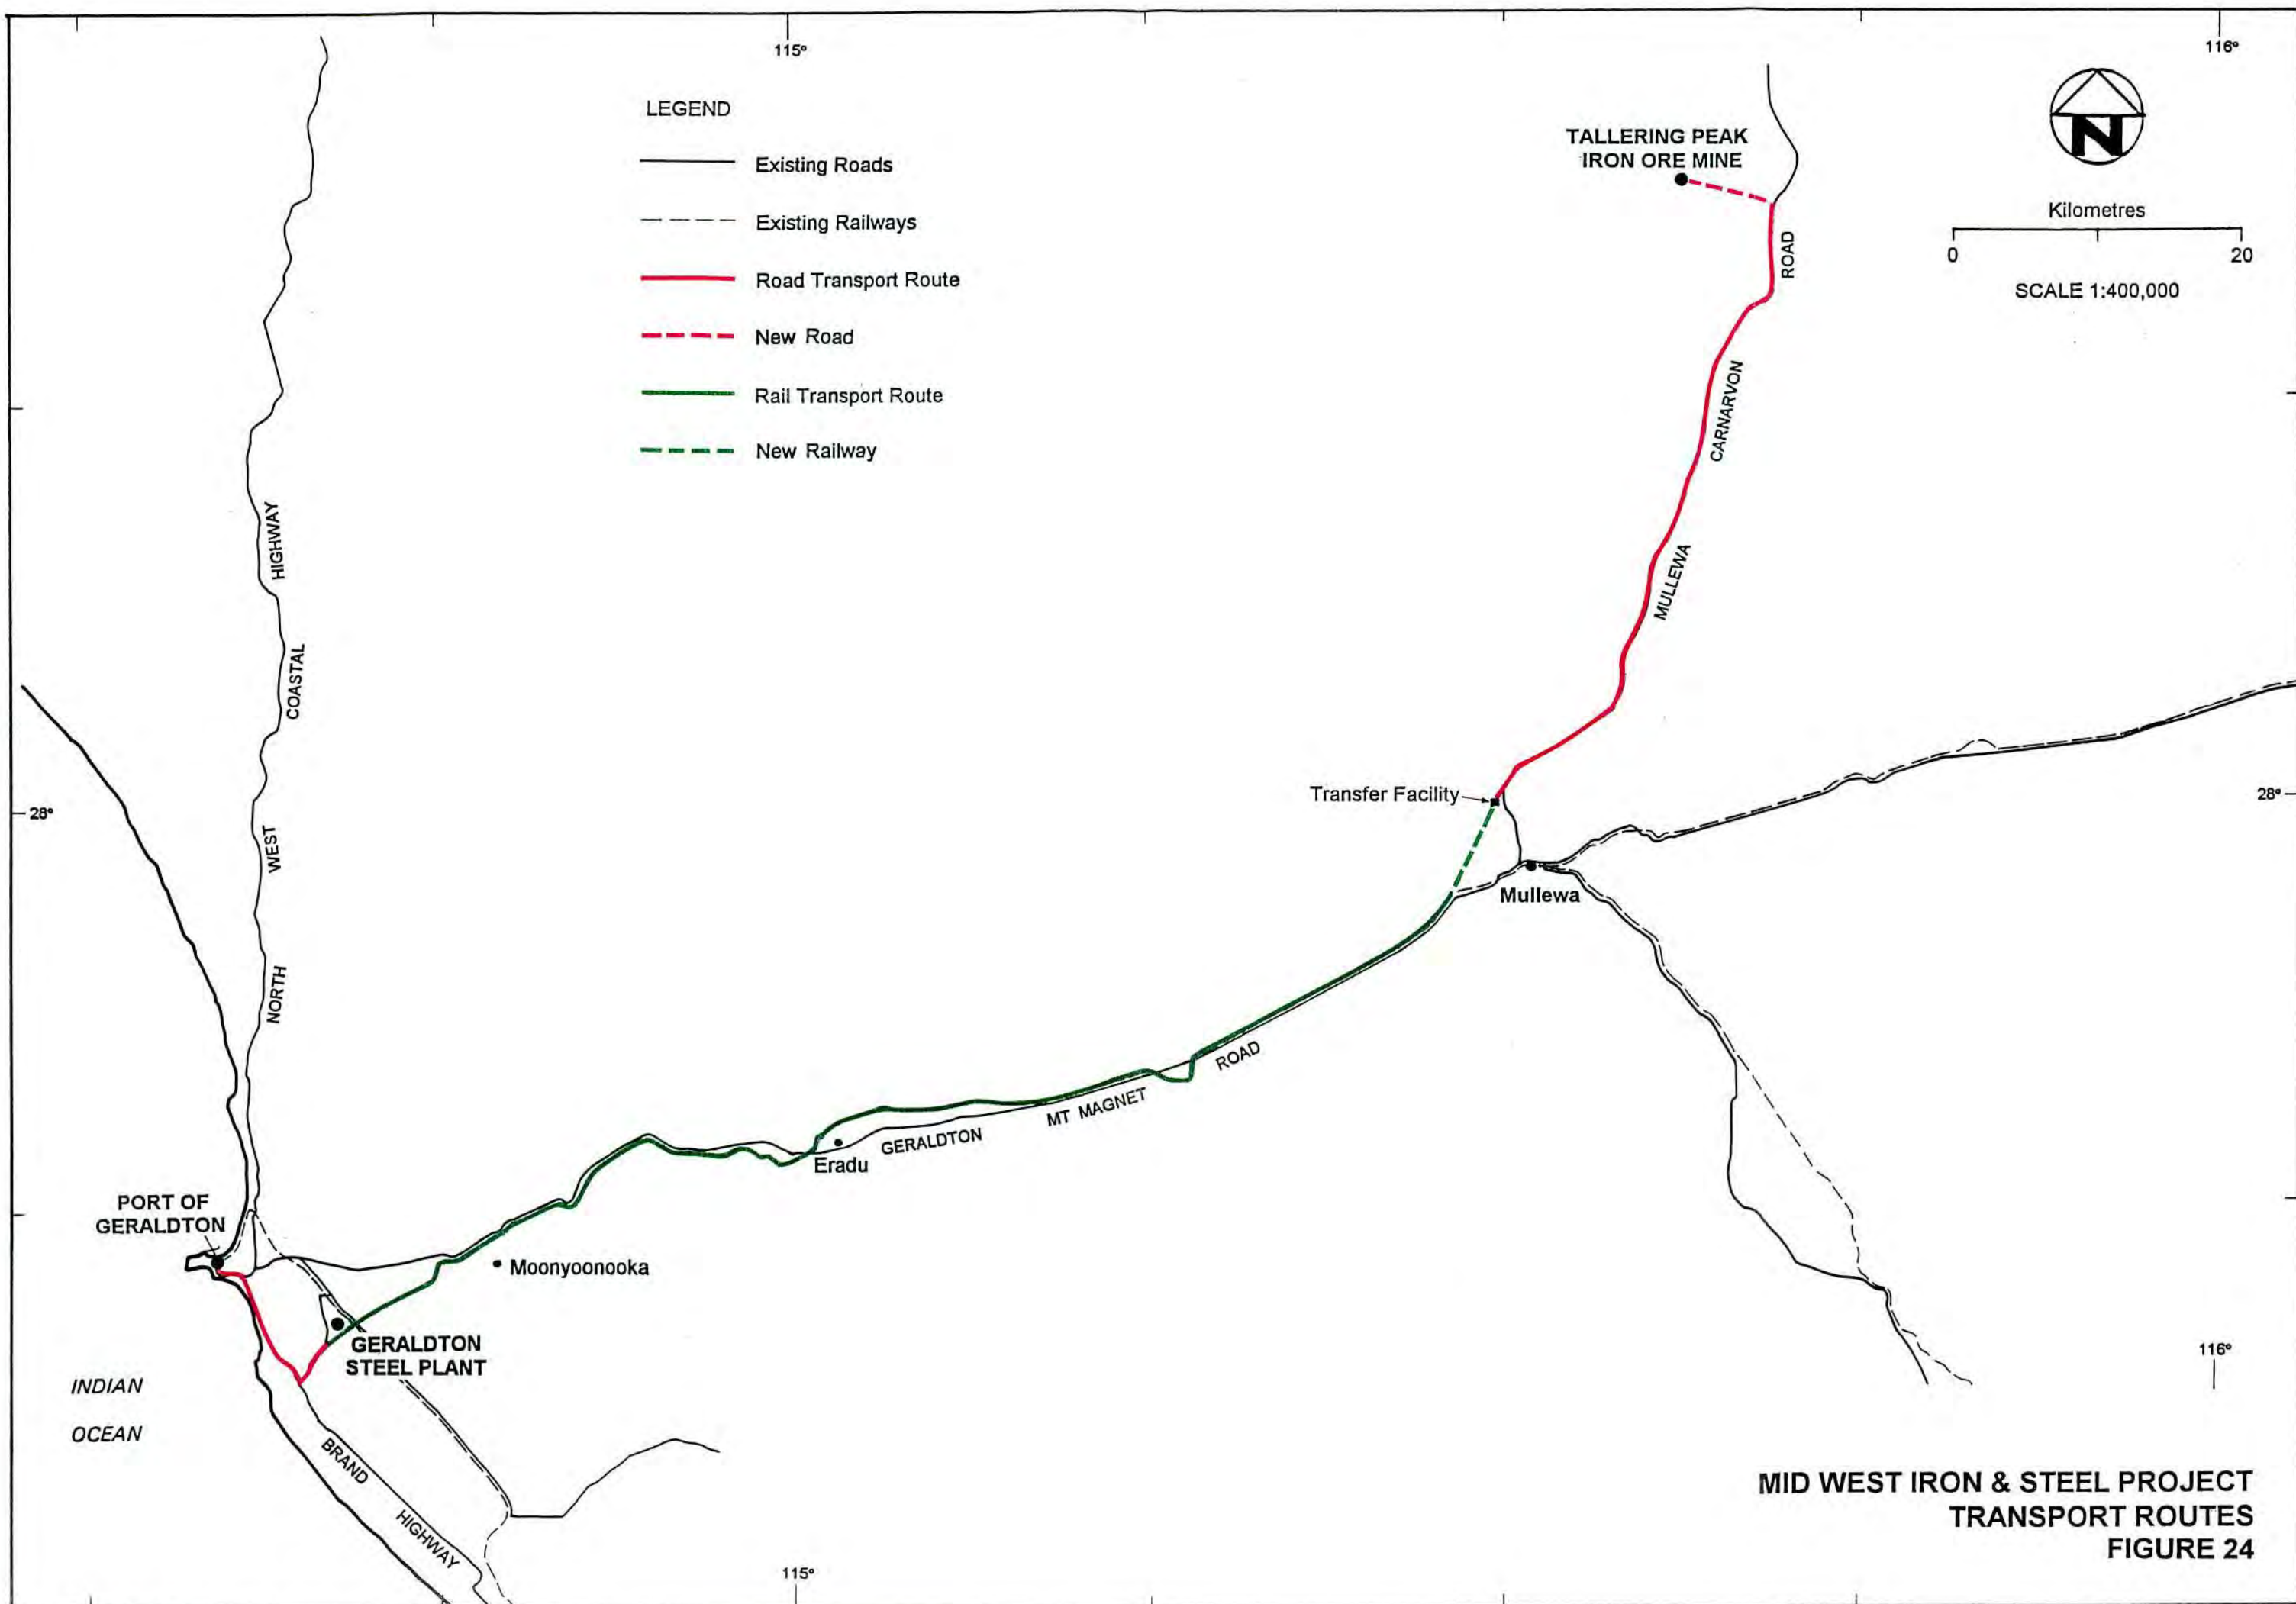 115°
116°
LEGEND
Existing Roads
Existing Railways
Road Transport Route
New Road
Rail Transport Route
New Railway
TALLERING PEAK
IRON ORE MINE
N
Kilometres
0 20
SCALE 1:400,000
ROAD
CARNARVON
MULLEWA
HIGHWAY
COASTAL
WEST
NORTH
28°
Transfer Facility
28°
Mullewa
ROAD
MT MAGNET
GERALDTON
Eradu
PORT OF
GERALDTON
Moonyoonooka
GERALDTON
STEEL PLANT
INDIAN
OCEAN
BRAND
HIGHWAY
116°
115°
MID WEST IRON & STEEL PROJECT
TRANSPORT ROUTES
FIGURE 24